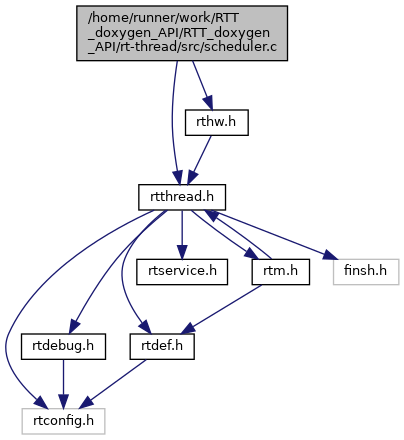 /home/runner/work/RTT
_doxygen_API/RTT_doxygen
_API/rt-thread/src/scheduler.c
rthw.h
rtthread.h
rtservice.h
rtm.h
finsh.h
rtdebug.h
rtdef.h
rtconfig.h